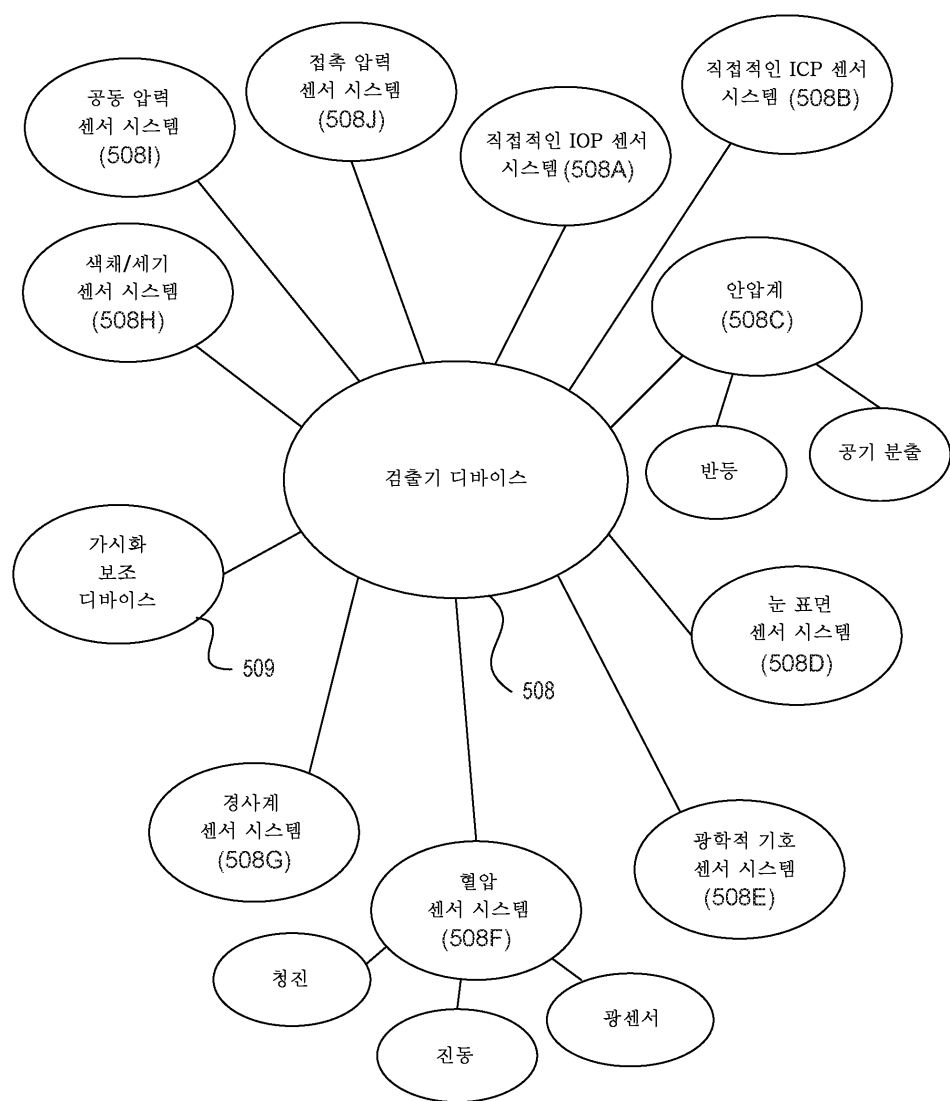 접촉 압력
센서 시스템
(508J)
직접적인 ICP 센서
시스템 (508B)
공동 압력
센서 시스템
(508I)
직접적인 IOP 센서
시스템 (508A)
색채/세기
센서 시스템
(508H)
안압계
(508C)
반등
공기 분출
검출기 디바이스
가시화
보조
디바이스
509
508
눈 표면
센서 시스템
(508D)
경사계
센서 시스템
(508G)
광학적 기호
센서 시스템
(508E)
혈압
센서 시스템
(508F)
청진
진동
광센서